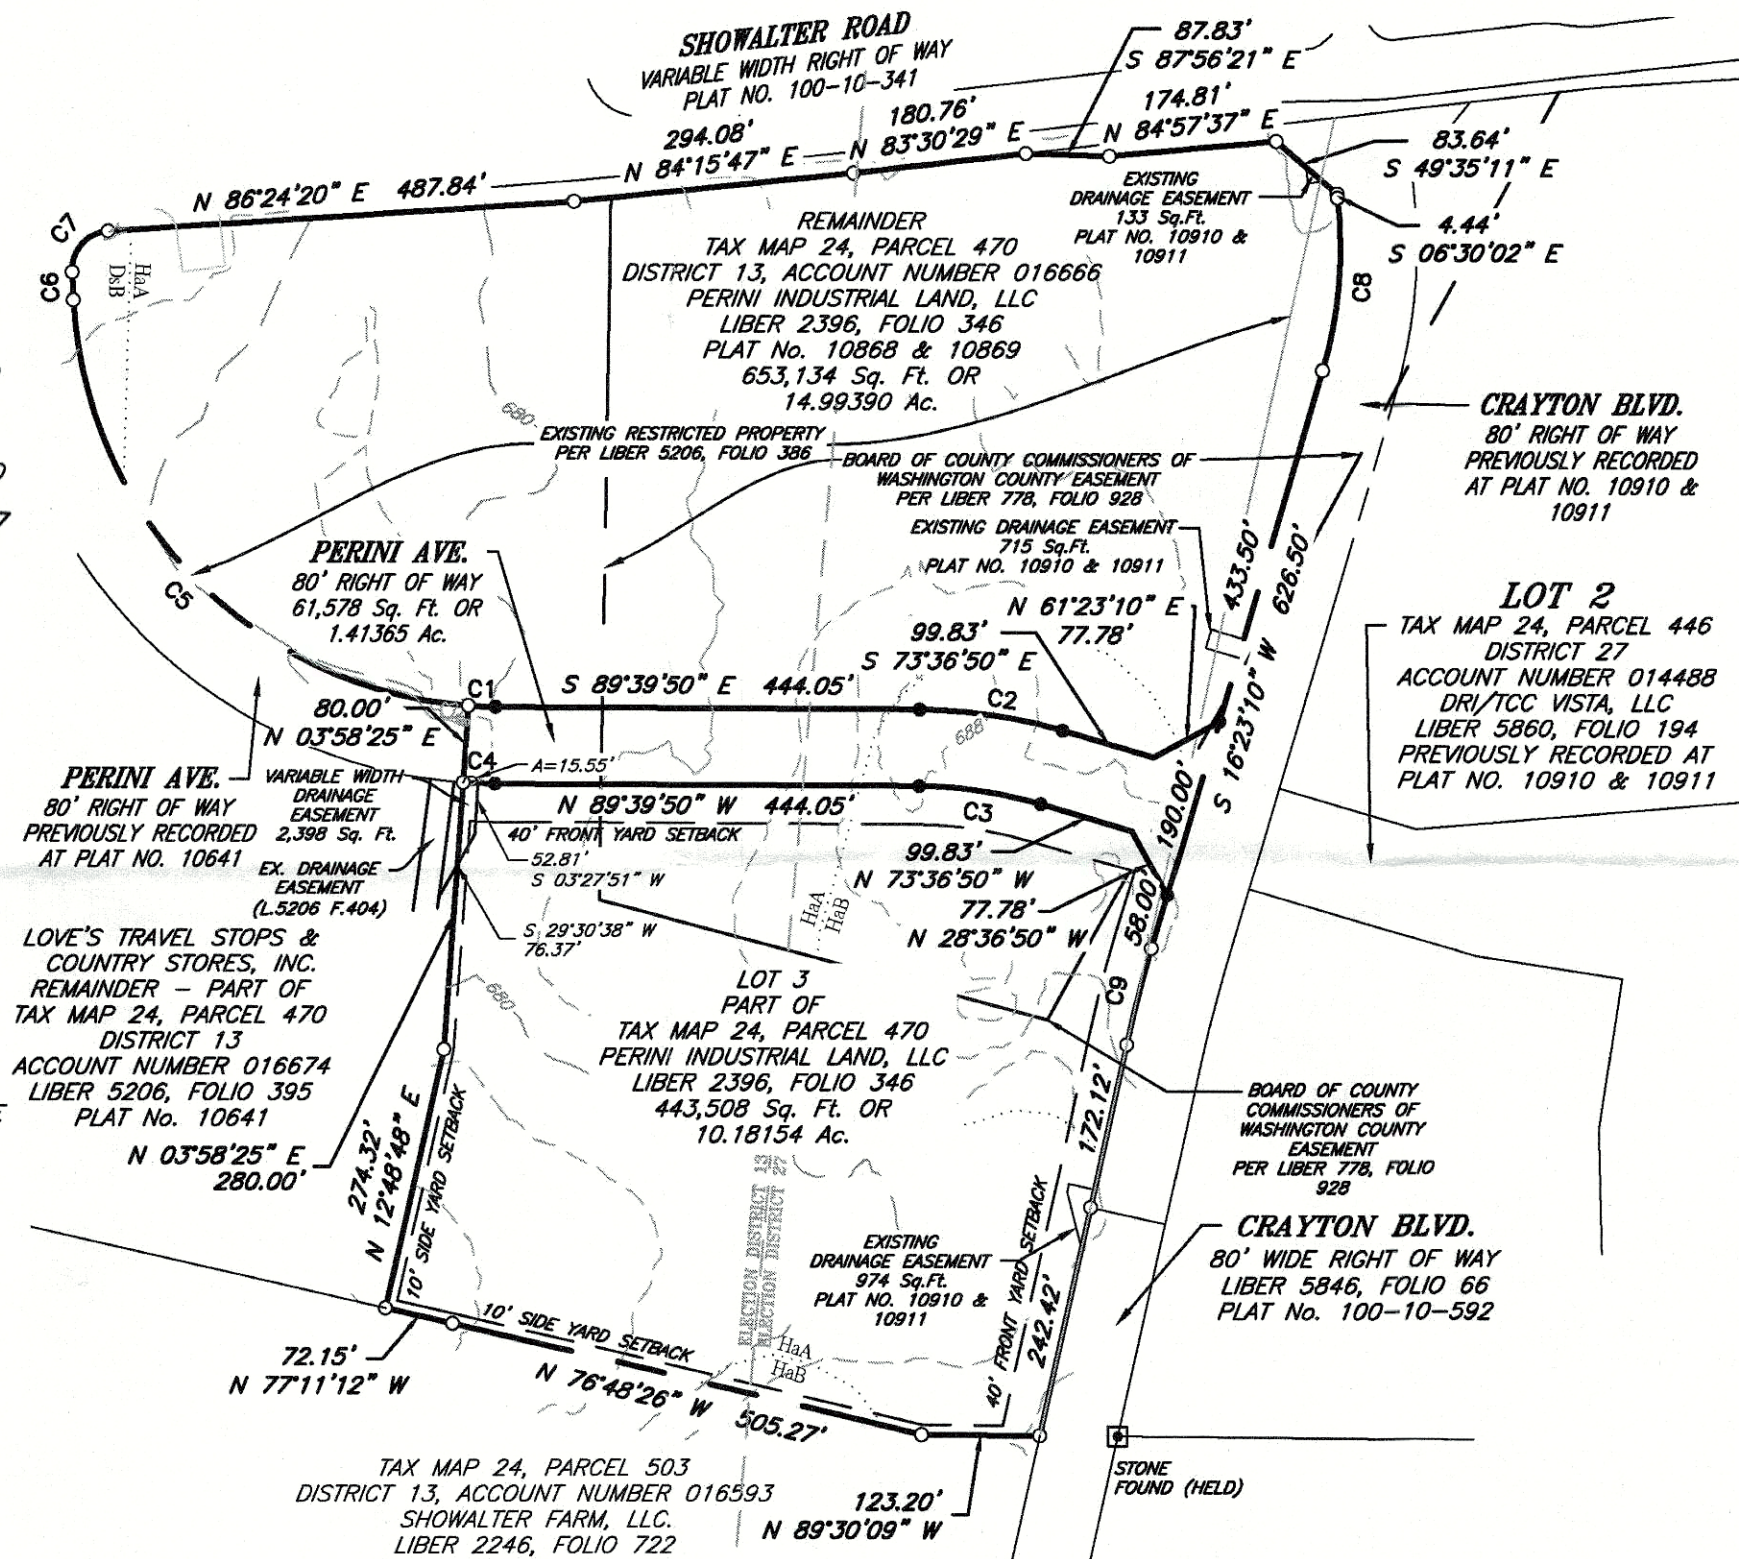 SHOWALTER ROAD
VARIABLE WIDTH RIGHT OF WAY
PLAT NO. 100-10-341
87.83'
S 87°56'21" E
180.76'
N 83°30'29" E
174.81'
N 84°57'37" E
294.08'
N 84°15'47" E
83.64'
S 49°35'11" E
N 86°24'20" E 487.84'
4.44'
S 06°30'02" E
C7
C6
C8
HaA
DsB
EXISTING
DRAINAGE EASEMENT
133 Sq.Ft.
PLAT NO. 10910 &
10911
REMAINDER
TAX MAP 24, PARCEL 470
DISTRICT 13, ACCOUNT NUMBER 016666
PERINI INDUSTRIAL LAND, LLC
LIBER 2396, FOLIO 346
PLAT No. 10868 & 10869
653,134 Sq. Ft. OR
14.99390 Ac.
680
EXISTING RESTRICTED PROPERTY
PER LIBER 5206, FOLIO 386
BOARD OF COUNTY COMMISSIONERS OF
WASHINGTON COUNTY EASEMENT
PER LIBER 778, FOLIO 928
CRAYTON BLVD.
80' RIGHT OF WAY
PREVIOUSLY RECORDED
AT PLAT NO. 10910 &
10911
EXISTING DRAINAGE EASEMENT
715 Sq.Ft.
PLAT NO. 10910 & 10911
433.50'
626.50'
S 16°23'10" W
PERINI AVE.
80' RIGHT OF WAY
61,578 Sq. Ft. OR
1.41365 Ac.
C5
N 61°23'10" E
77.78'
99.83'
S 73°36'50" E
LOT 2
TAX MAP 24, PARCEL 446
DISTRICT 27
ACCOUNT NUMBER 014488
DRI/TCC VISTA, LLC
LIBER 5860, FOLIO 194
PREVIOUSLY RECORDED AT
PLAT NO. 10910 & 10911
C1
S 89°39'50" E 444.05'
C2
688
80.00'
N 03°58'25" E
C4
A=15.55'
N 89°39'50" W 444.05'
C3
40' FRONT YARD SETBACK
190.00'
PERINI AVE.
80' RIGHT OF WAY
PREVIOUSLY RECORDED
AT PLAT NO. 10641
VARIABLE WIDTH
DRAINAGE
EASEMENT
2,398 Sq. Ft.
EX. DRAINAGE
EASEMENT
(L.5206 F.404)
52.81'
S 03°27'51" W
S 29°30'38" W
76.37'
99.83'
N 73°36'50" W
77.78'
N 28°36'50" W
58.00'
HaA
HaB
C9
LOVE'S TRAVEL STOPS &
COUNTRY STORES, INC.
REMAINDER – PART OF
TAX MAP 24, PARCEL 470
DISTRICT 13
ACCOUNT NUMBER 016674
LIBER 5206, FOLIO 395
PLAT No. 10641
N 03°58'25" E
280.00'
680
LOT 3
PART OF
TAX MAP 24, PARCEL 470
PERINI INDUSTRIAL LAND, LLC
LIBER 2396, FOLIO 346
443,508 Sq. Ft. OR
10.18154 Ac.
172.12'
BOARD OF COUNTY
COMMISSIONERS OF
WASHINGTON COUNTY
EASEMENT
PER LIBER 778, FOLIO
928
274.32'
N 12°48'48" E
10' SIDE YARD SETBACK
ELECTION DISTRICT 13
ELECTION DISTRICT 27
EXISTING
DRAINAGE EASEMENT
974 Sq.Ft.
PLAT NO. 10910 &
10911
40' FRONT YARD SETBACK
242.42'
CRAYTON BLVD.
80' WIDE RIGHT OF WAY
LIBER 5846, FOLIO 66
PLAT No. 100-10-592
10' SIDE YARD SETBACK
HaA
HaB
72.15'
N 77°11'12" W
N 76°48'26" W 505.27'
TAX MAP 24, PARCEL 503
DISTRICT 13, ACCOUNT NUMBER 016593
SHOWALTER FARM, LLC.
LIBER 2246, FOLIO 722
123.20'
N 89°30'09" W
STONE
FOUND (HELD)